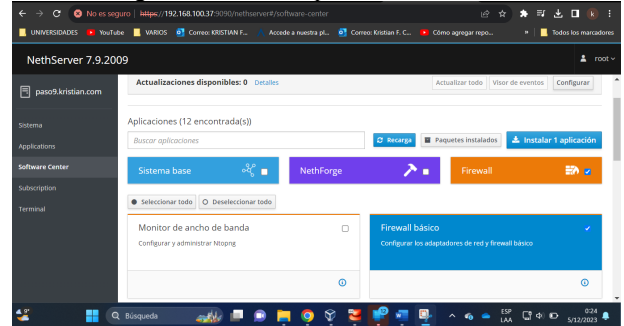 No es seguro | https://192.168.100.37:9090/nethserver#/software-center
UNIVERSIDADES YouTube VARIOS Correo: KRISTIAN F... Accede a nuestra pl... Correo: Kristian F. C... Cómo agregar repo... » Todos los marcadores
NethServer 7.9.2009 root
paso9.kristian.com
Actualizaciones disponibles: 0 Detalles Actualizar todo Visor de eventos Configurar
Sistema
Applications
Software Center
Subscription
Terminal
Aplicaciones (12 encontrada(s))
Buscar aplicaciones Recarga Paquetes instalados Instalar 1 aplicación
Sistema base NethForge Firewall
Seleccionar todo Deseleccionar todo
Monitor de ancho de banda
Configurar y administrar Ntopng
Firewall básico
Configurar los adaptadores de red y firewall básico
9° Búsqueda ESP LAA 0:24 5/12/2023